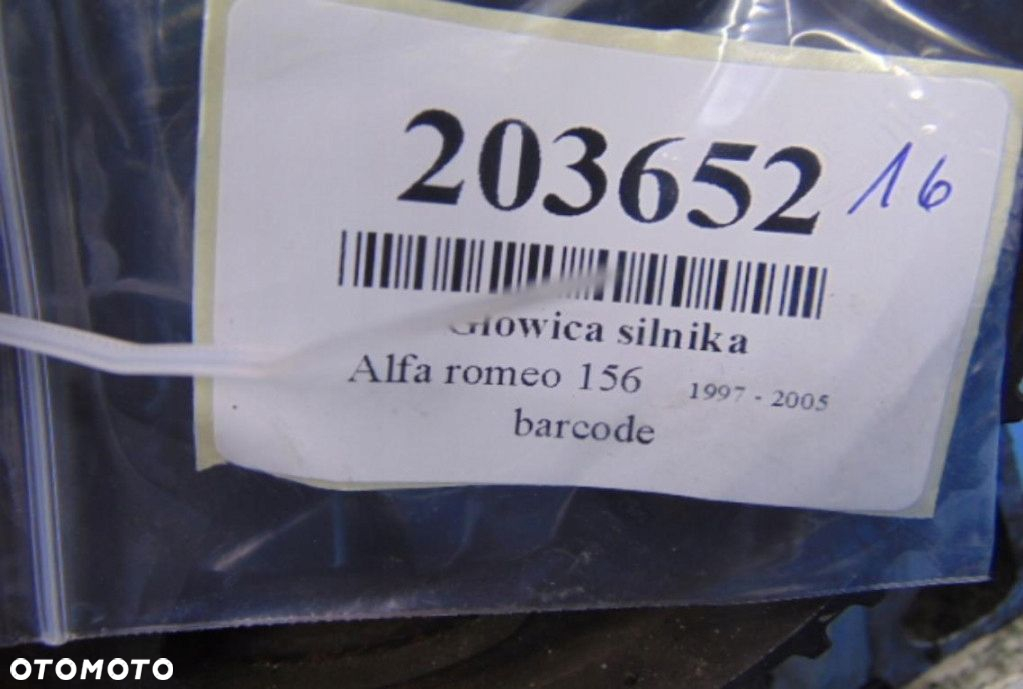 203652 16
Głowica silnika
Alfa romeo 156 1997 - 2005
barcode
OTOMOTO